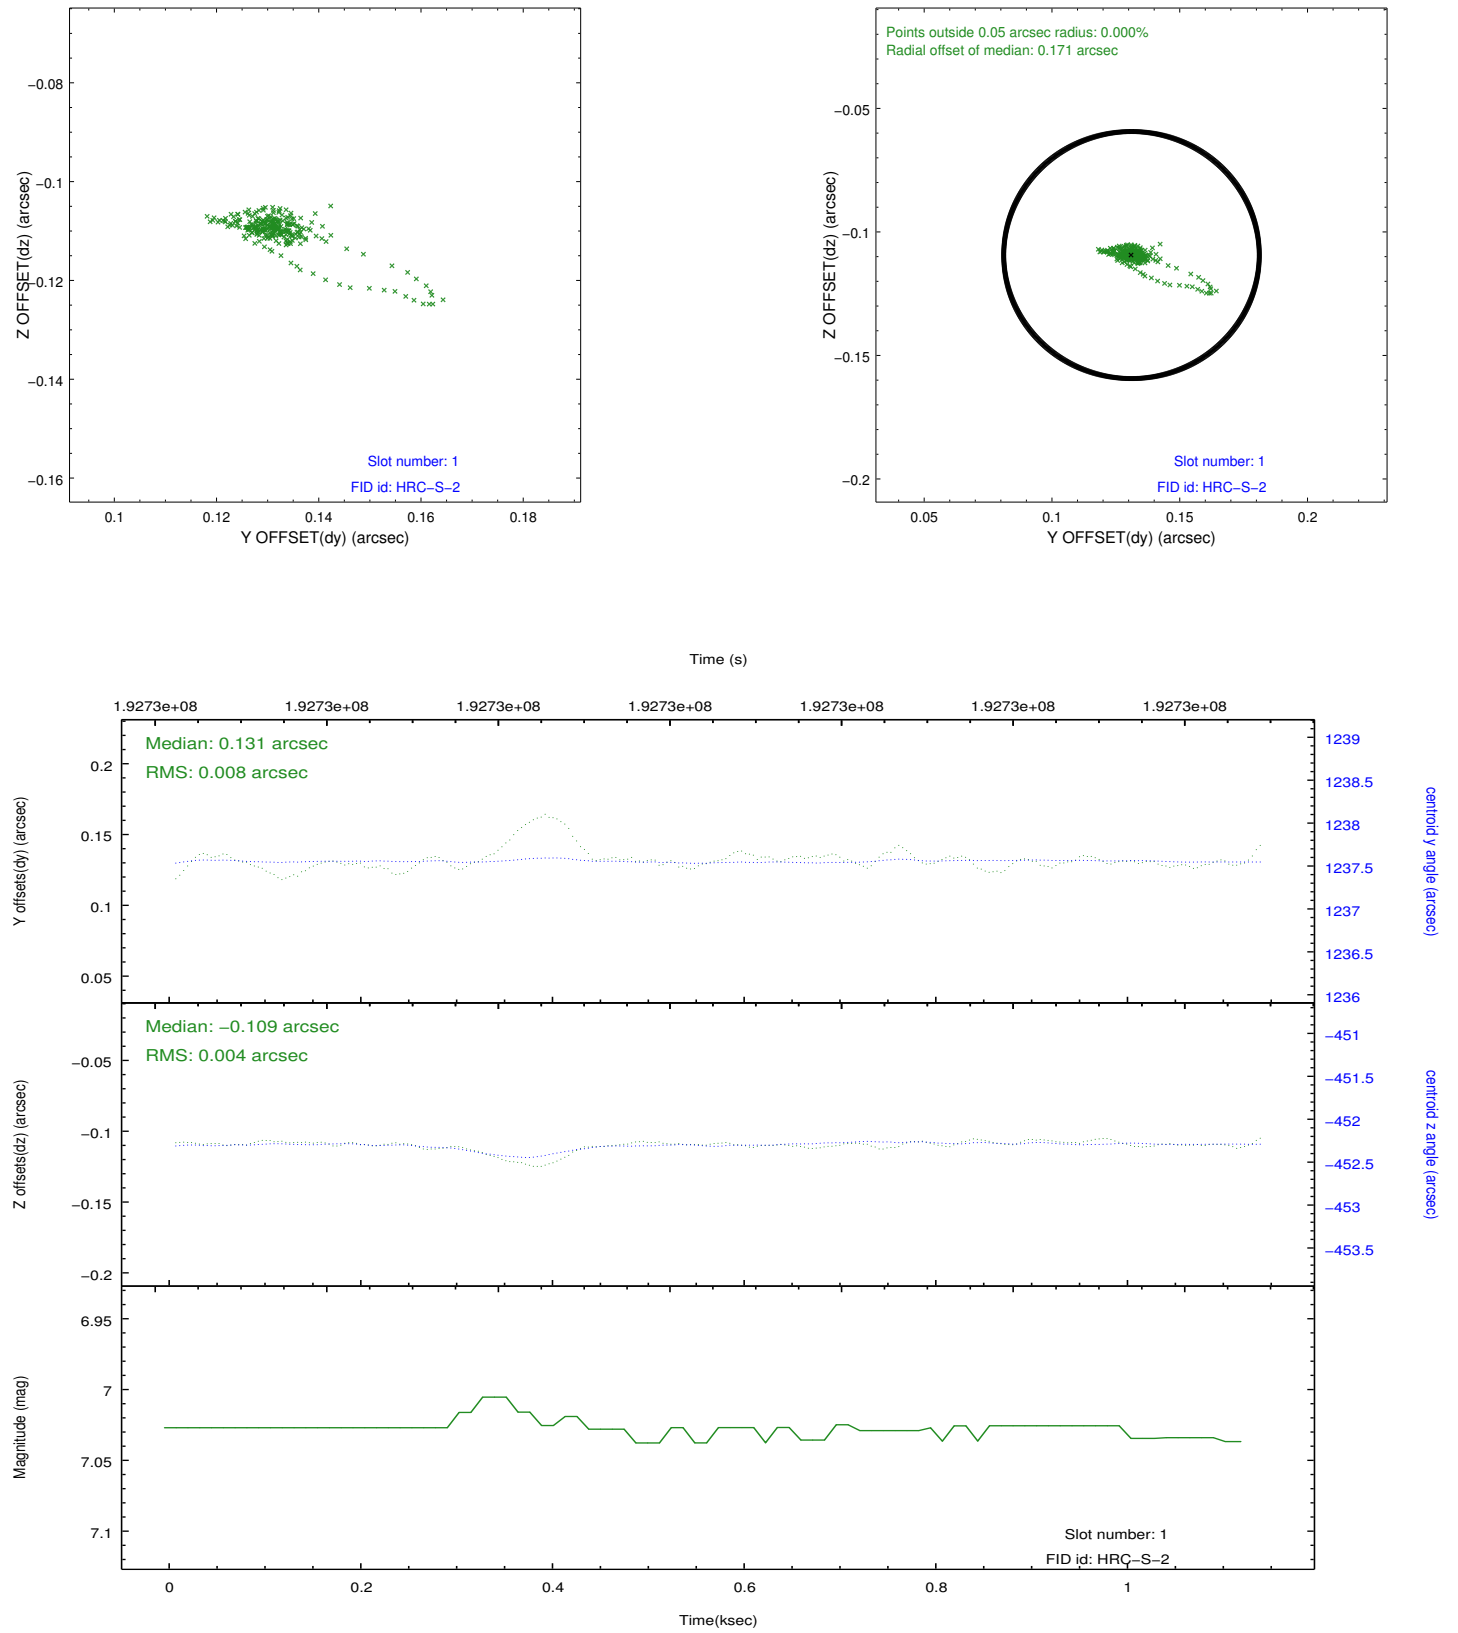 −0.08
−0.1
−0.12
−0.14
−0.16
Z OFFSET(dz) (arcsec)
Slot number: 1
FID id: HRC−S−2
0.1 0.12 0.14 0.16 0.18
Y OFFSET(dy) (arcsec)
Points outside 0.05 arcsec radius: 0.000%
Radial offset of median: 0.171 arcsec
−0.05
−0.1
−0.15
−0.2
Z OFFSET(dz) (arcsec)
Slot number: 1
FID id: HRC−S−2
0.05 0.1 0.15 0.2
Y OFFSET(dy) (arcsec)
Time (s)
1.9273e+08 1.9273e+08 1.9273e+08 1.9273e+08 1.9273e+08 1.9273e+08 1.9273e+08
Median: 0.131 arcsec
RMS: 0.008 arcsec
0.2
0.15
0.1
0.05
Y offsets(dy) (arcsec)
1239
1238.5
1238
1237.5
1237
1236.5
1236
centroid y angle (arcsec)
Median: −0.109 arcsec
RMS: 0.004 arcsec
−0.05
−0.1
−0.15
−0.2
Z offsets(dz) (arcsec)
−451
−451.5
−452
−452.5
−453
−453.5
centroid z angle (arcsec)
6.95
7
7.05
7.1
Magnitude (mag)
Slot number: 1
FID id: HRC−S−2
0 0.2 0.4 0.6 0.8 1
Time(ksec)